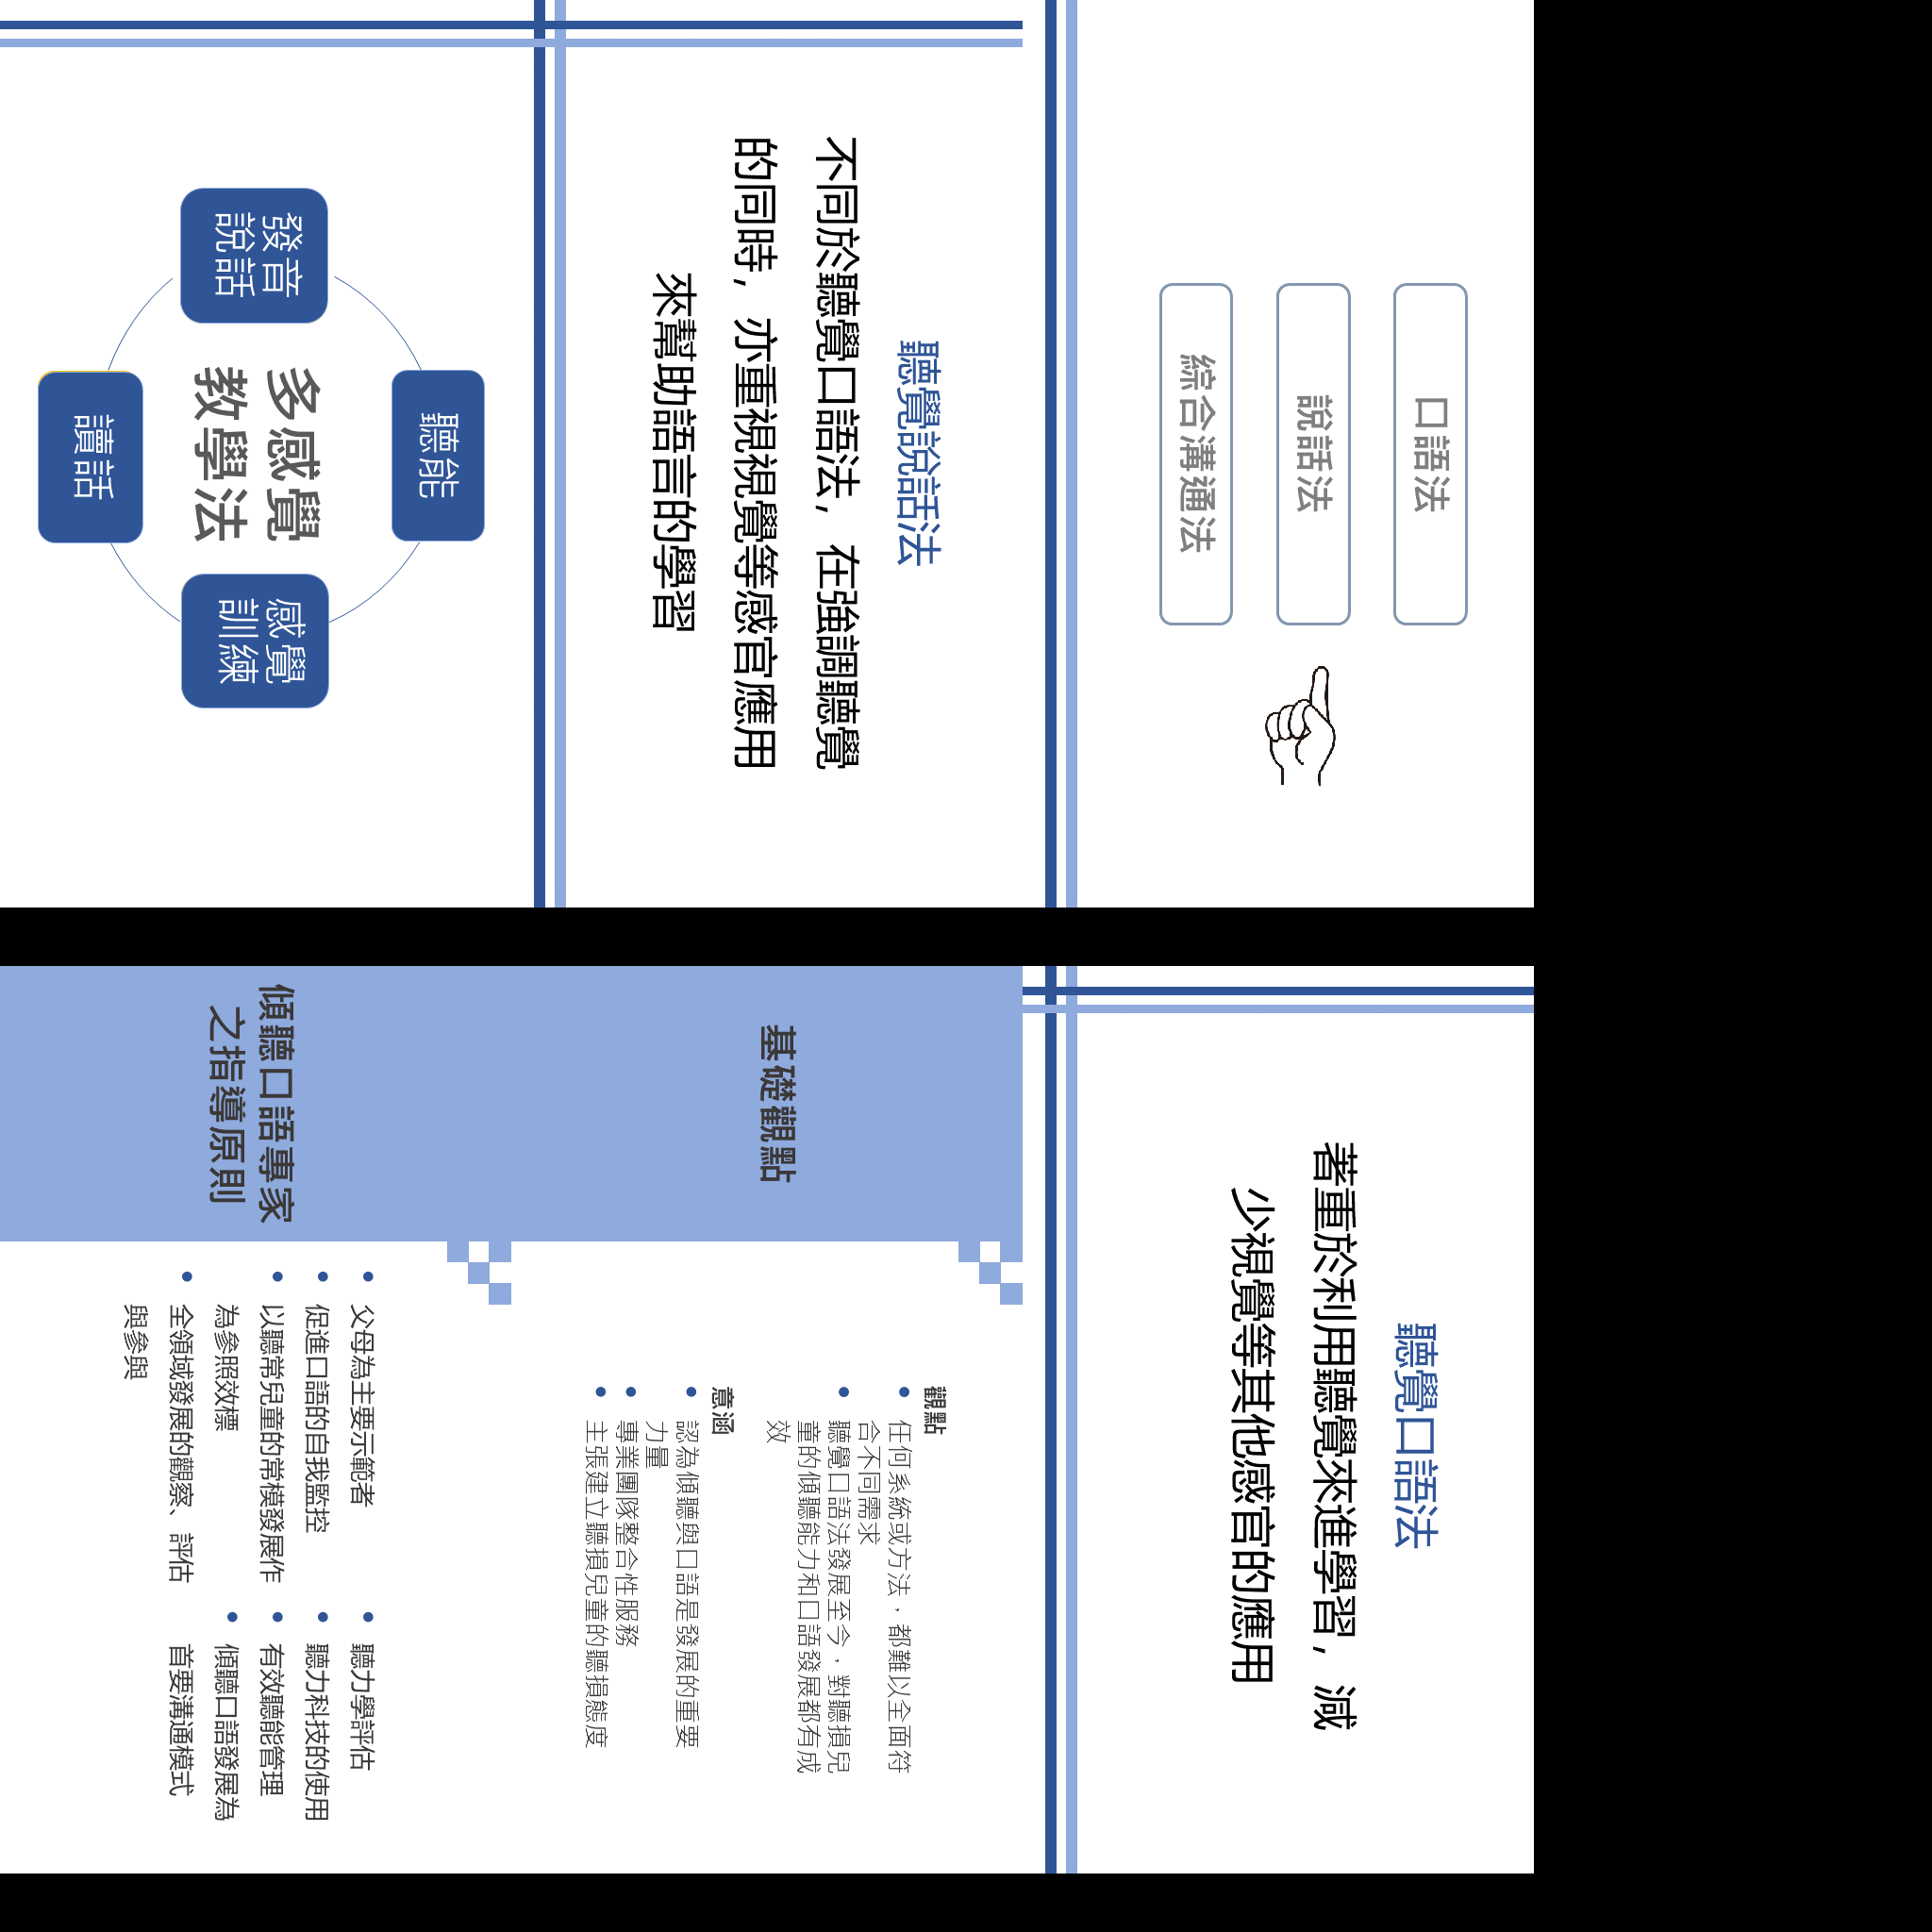 口語法
說話法
綜合溝通法
聽覺口語法
著重於利用聽覺來進學習，減
少視覺等其他感官的應用
聽覺說話法
不同於聽覺口語法，在強調聽覺
的同時，亦重視視覺等感官應用
來幫助語言的學習
基礎觀點
觀點
• 任何系統或方法，都難以全面符
合不同需求
• 聽覺口語法發展至今，對聽損兒
童的傾聽能力和口語發展都有成
效
意涵
• 認為傾聽與口語是發展的重要
力量
• 專業團隊整合性服務
• 主張建立聽損兒童的聽損態度
聽能
多感覺
教學法
發音
說話
感覺
訓練
讀話
傾聽口語專家
之指導原則
• 父母為主要示範者
• 促進口語的自我監控
• 以聽常兒童的常模發展作
為參照效標
• 全領域發展的觀察、評估
與參與
• 聽力學評估
• 聽力科技的使用
• 有效聽能管理
• 傾聽口語發展為
首要溝通模式